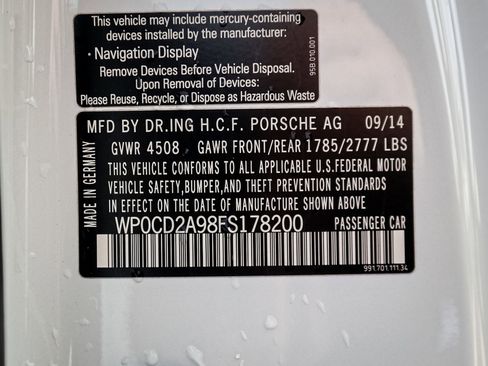 This vehicle may include mercury-containing
devices installed by the manufacturer:
· Navigation Display
Remove Devices Before Vehicle Disposal.
Upon Removal of Devices:
Please Reuse, Recycle, or Dispose as Hazardous Waste
95B.010.001
MADE IN GERMANY
MFD BY DR.ING H.C.F. PORSCHE AG 09/14
GVWR 4508 GAWR FRONT/REAR 1785/2777 LBS
THIS VEHICLE CONFORMS TO ALL APPLICABLE U.S.FEDERAL MOTOR
VEHICLE SAFETY,BUMPER,AND THEFT PREVENTION STANDARDS
IN EFFECT ON THE DATE OF MANUFACTURE SHOWN ABOVE
WP0CD2A98FS178200 PASSENGER CAR
991.701.111.34